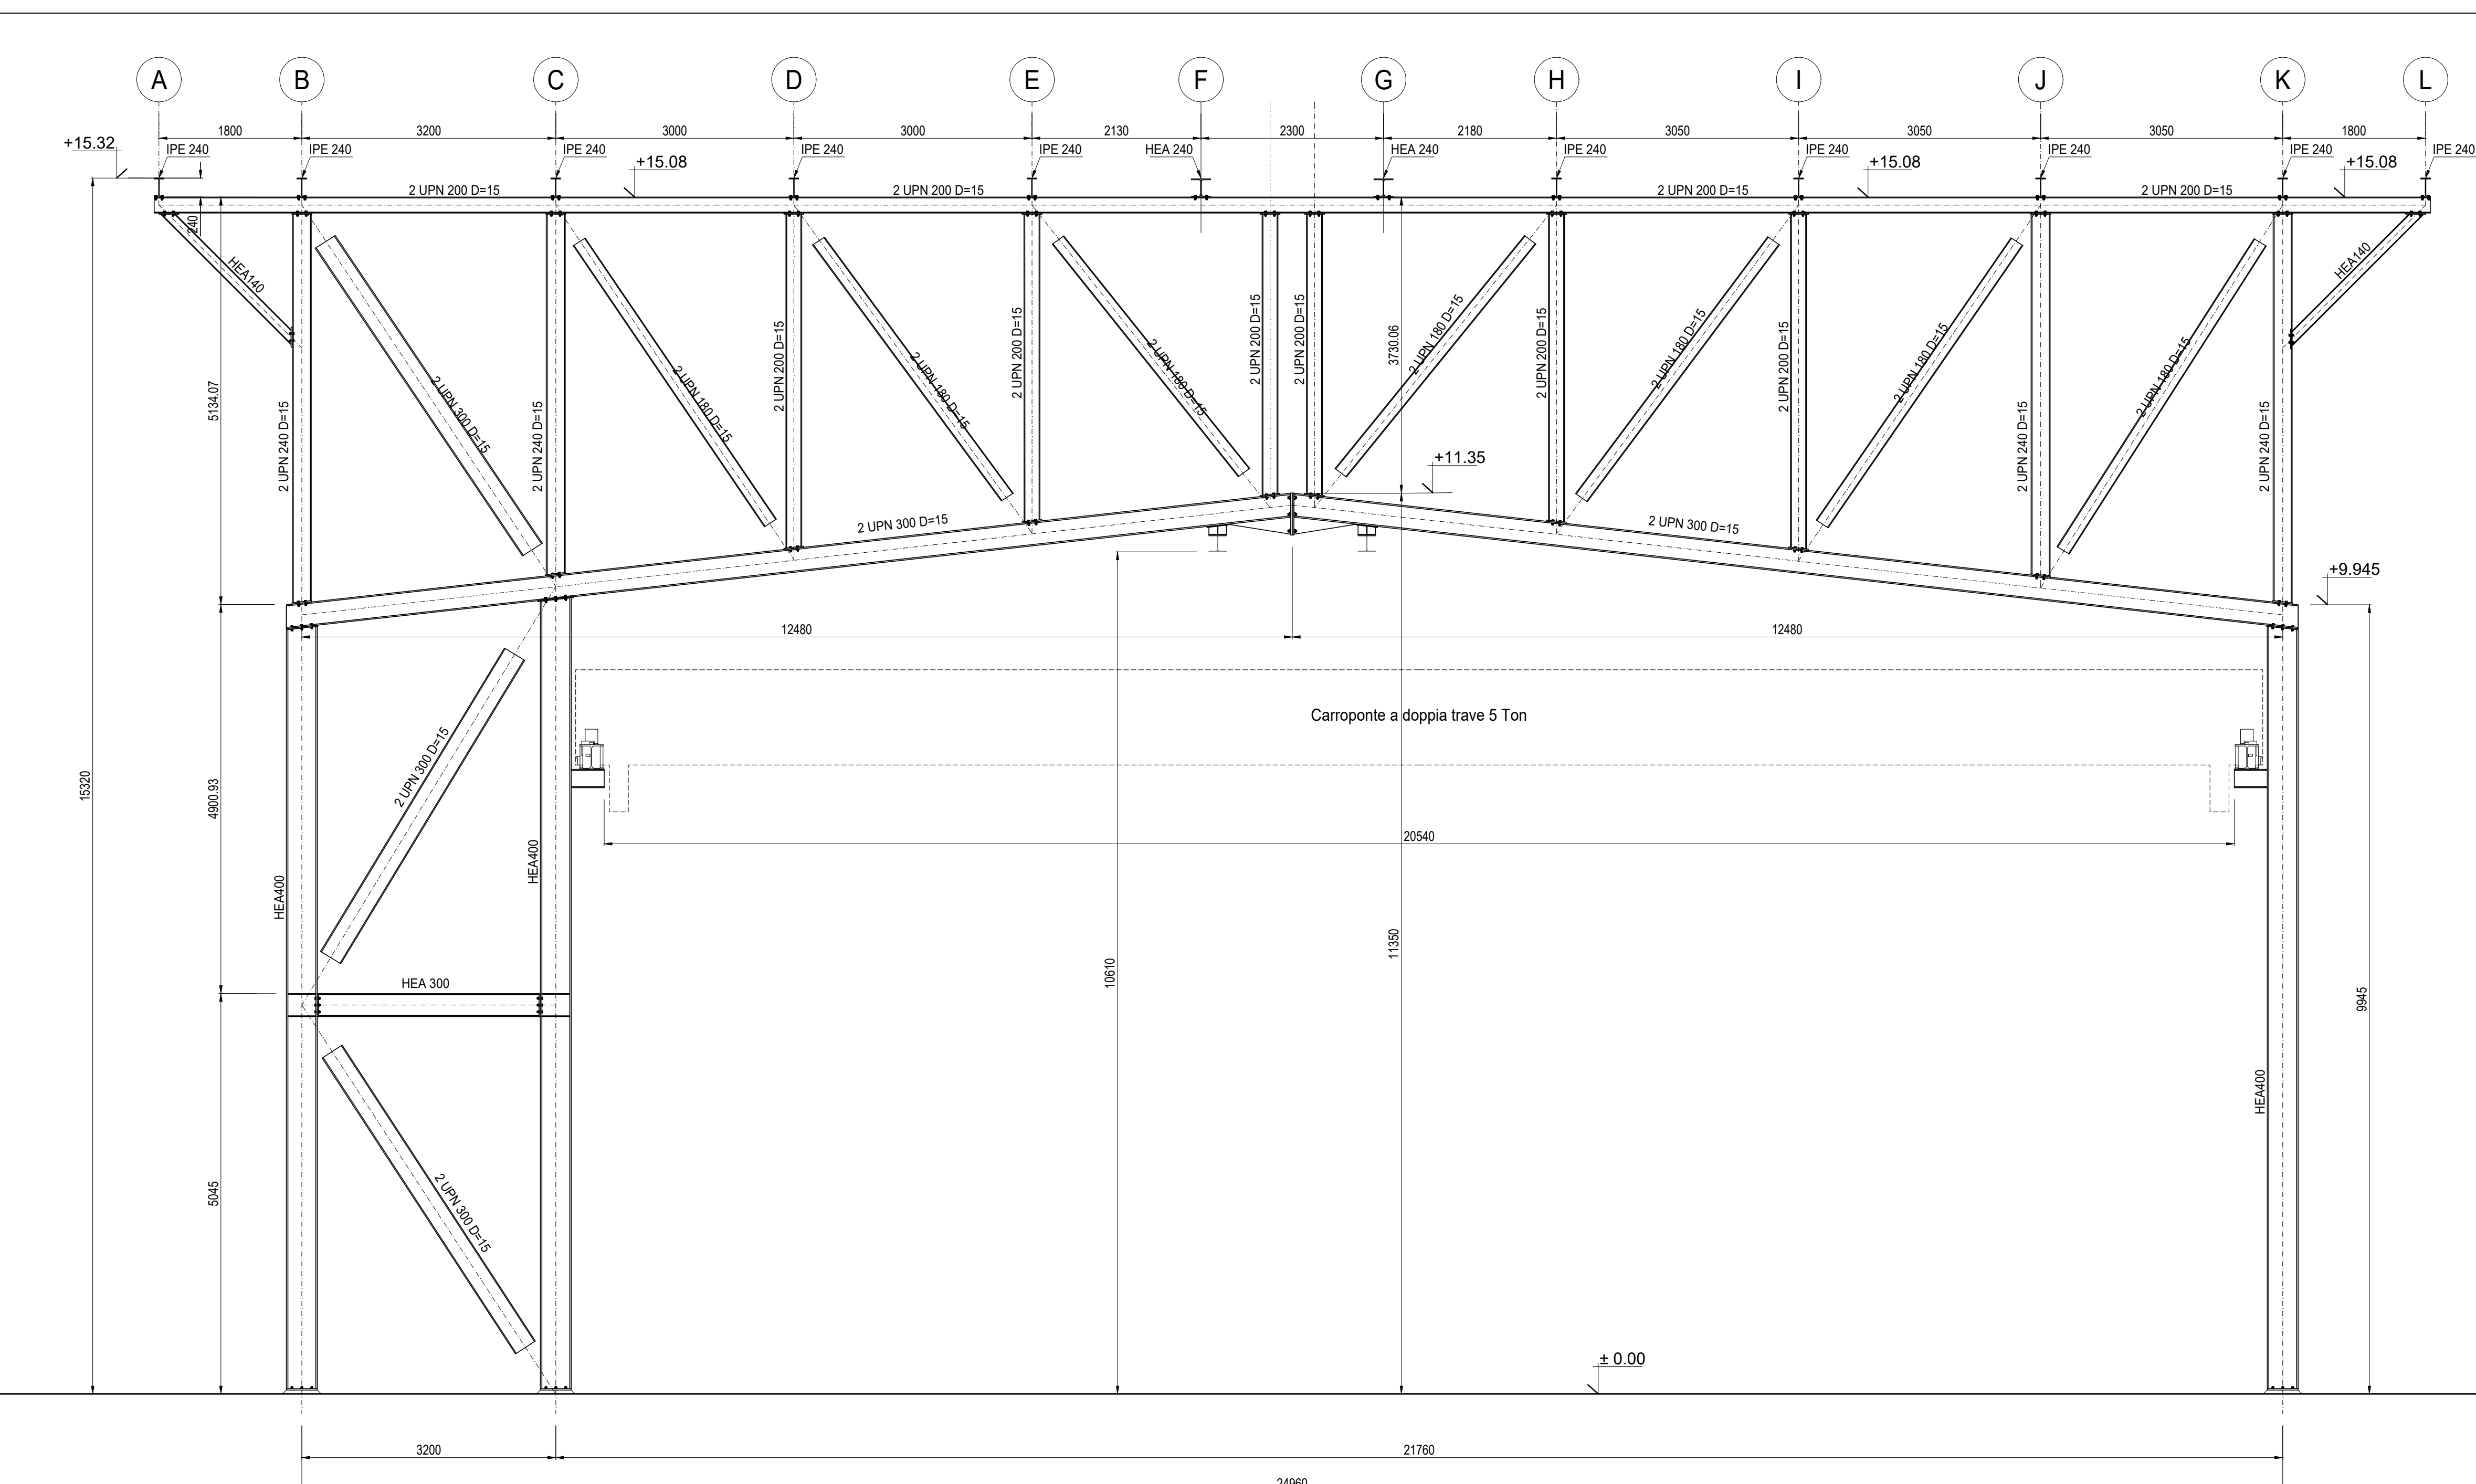 A B C D E F G H I J K L
1800 3200 3000 3000 2130 2300 2180 3050 3050 3050 1800
+15.32
IPE 240 IPE 240 IPE 240 IPE 240 IPE 240 HEA 240 HEA 240 IPE 240 IPE 240 IPE 240 IPE 240 IPE 240
+15.08 +15.08 +15.08
2 UPN 200 D=15 2 UPN 200 D=15 2 UPN 200 D=15 2 UPN 200 D=15
240
HEA140 HEA140
5134.07
3730.06
2 UPN 240 D=15
2 UPN 300 D=15
2 UPN 240 D=15
2 UPN 180 D=15
2 UPN 200 D=15
2 UPN 180 D=15
2 UPN 200 D=15
2 UPN 180 D=15
2 UPN 200 D=15
2 UPN 200 D=15
2 UPN 180 D=15
2 UPN 200 D=15
2 UPN 180 D=15
2 UPN 200 D=15
2 UPN 180 D=15
2 UPN 240 D=15
2 UPN 180 D=15
2 UPN 240 D=15
+11.35
2 UPN 300 D=15 2 UPN 300 D=15
+9.945
12480 12480
Carroponte a doppia trave 5 Ton
15320
4900.93
2 UPN 300 D=15
20540
HEA400
HEA400
10610
11350
HEA 300
9945
HEA400
5045
2 UPN 300 D=15
± 0.00
3200 21760
24960